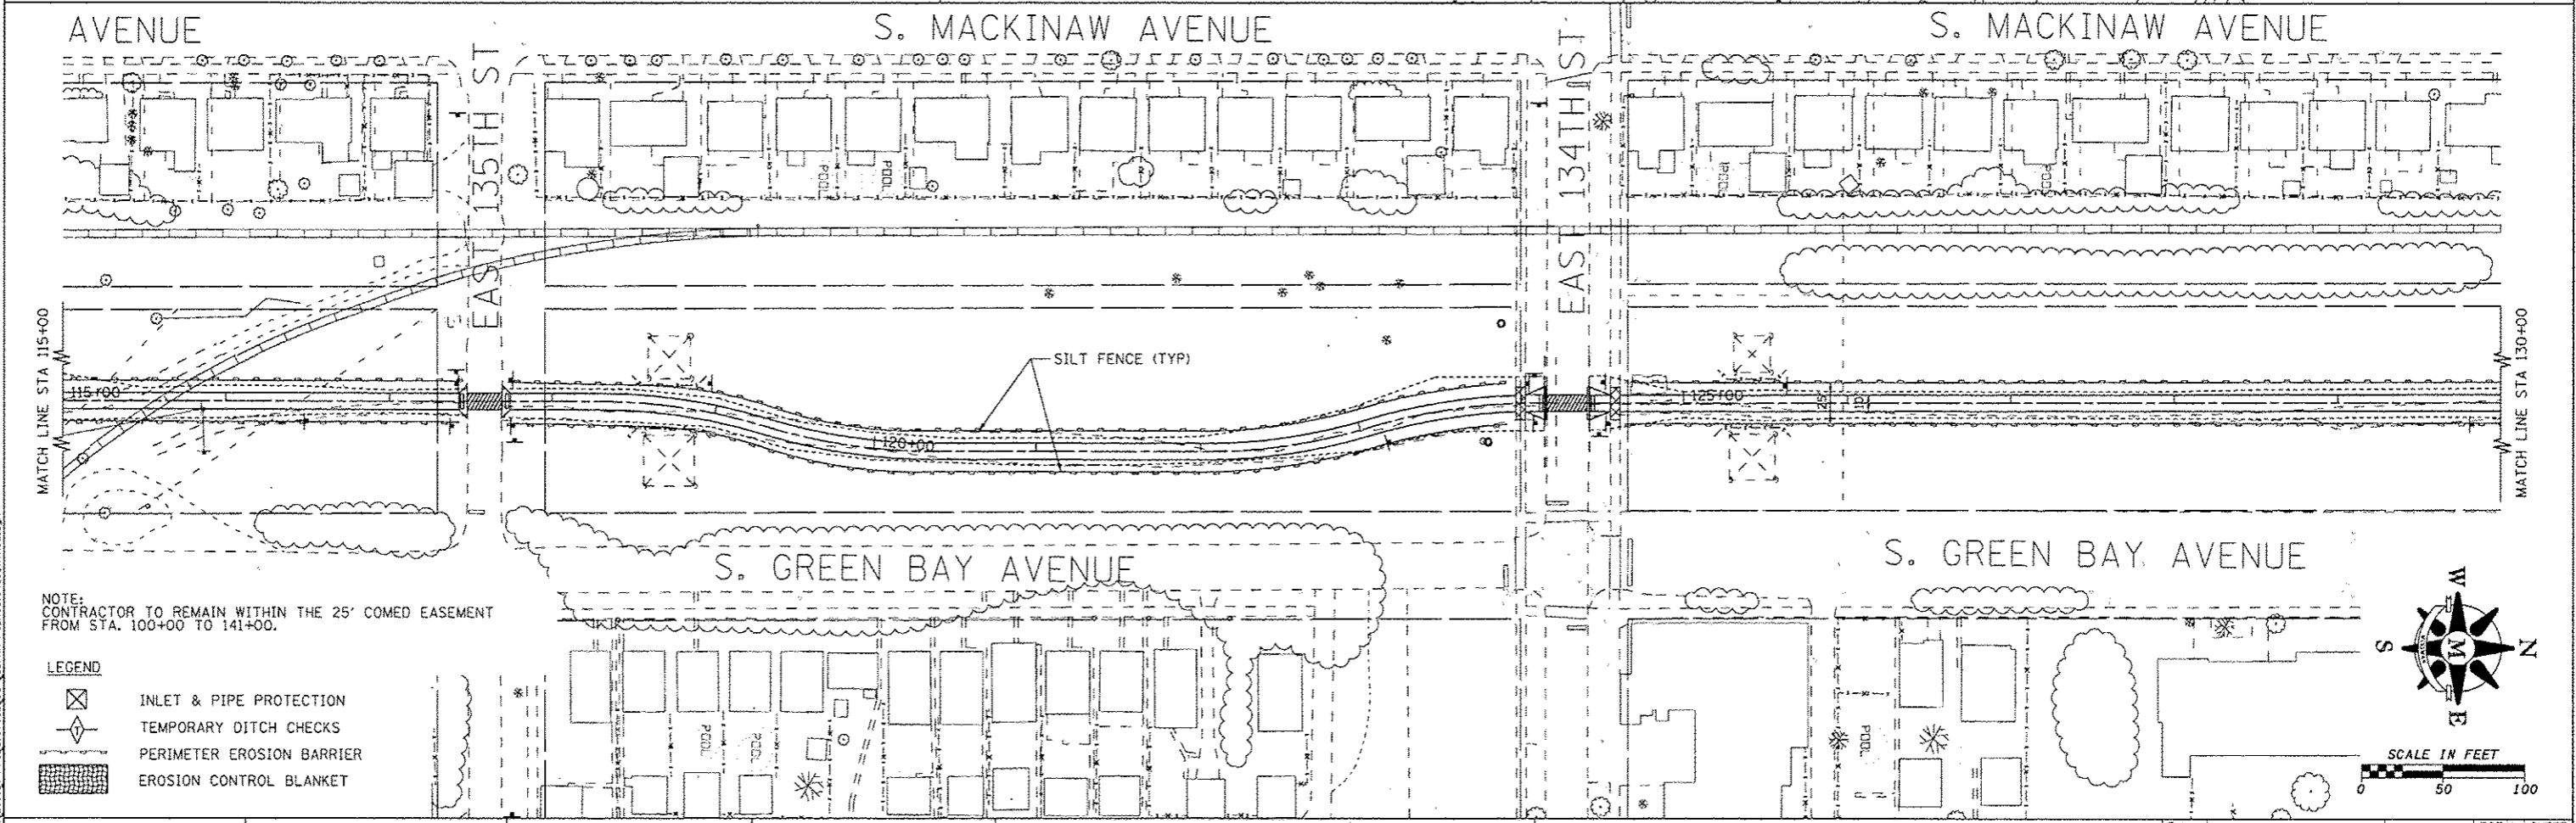 AVENUE
S. MACKINAW AVENUE
S. MACKINAW AVENUE
EAST 135TH ST
EAST 134TH ST
POOL
POOL
POOL
POOL
MATCH LINE STA 115+00
115+00
SILT FENCE (TYP)
120+00
125+00
25'
10'
MATCH LINE STA 130+00
S. GREEN BAY AVENUE
S. GREEN BAY AVENUE
NOTE:
CONTRACTOR TO REMAIN WITHIN THE 25' COMED EASEMENT
FROM STA. 100+00 TO 141+00.
LEGEND
INLET & PIPE PROTECTION
T
TEMPORARY DITCH CHECKS
PERIMETER EROSION BARRIER
EROSION CONTROL BLANKET
POOL
POOL
POOL
W
S
M
N
E
SCALE IN FEET
0 50 100